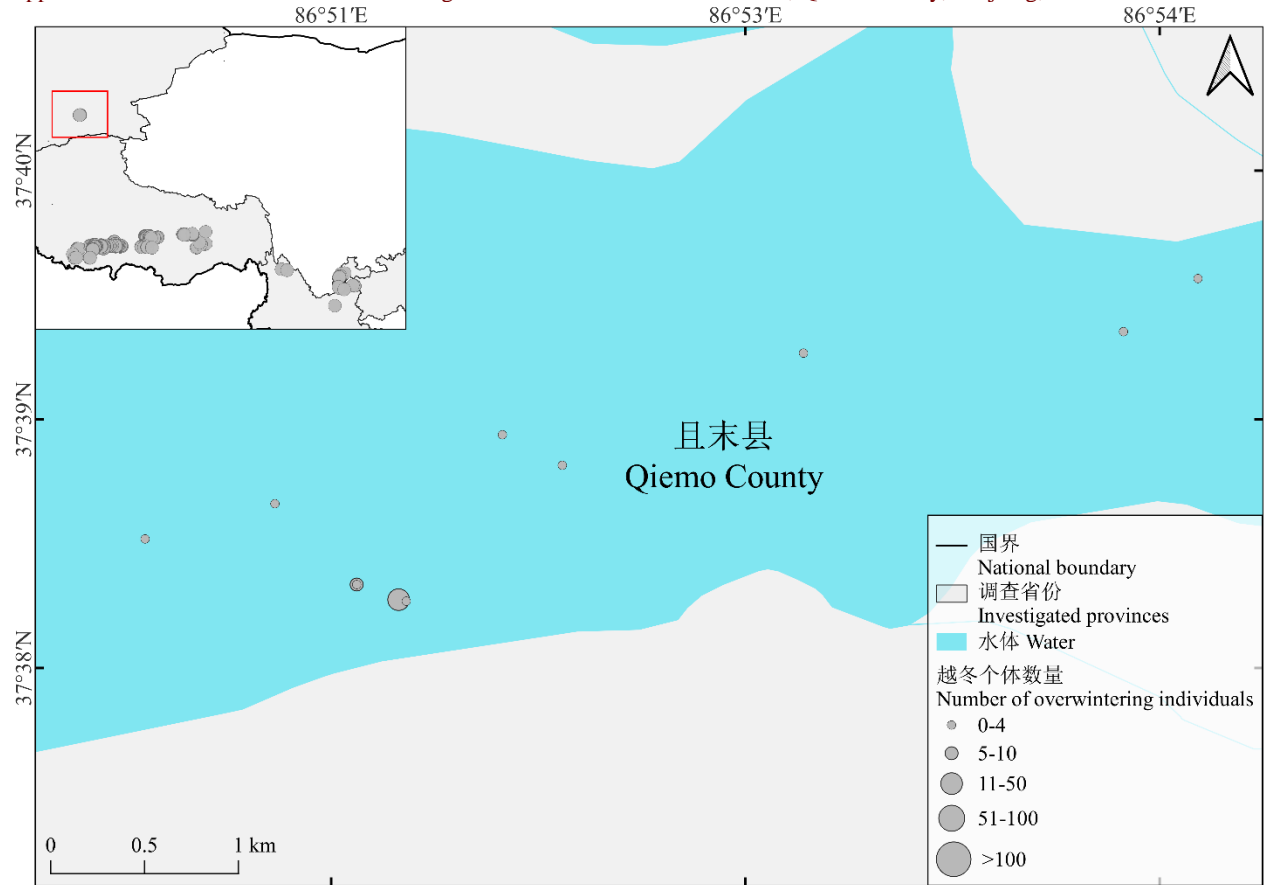 86°51′E
86°53′E
86°54′E
37°40′N
37°39′N
37°38′N
且末县
Qiemo County
国界
National boundary
调查省份
Investigated provinces
水体 Water
越冬个体数量
Number of overwintering individuals
0-4
5-10
11-50
51-100
>100
0 0.5 1 km